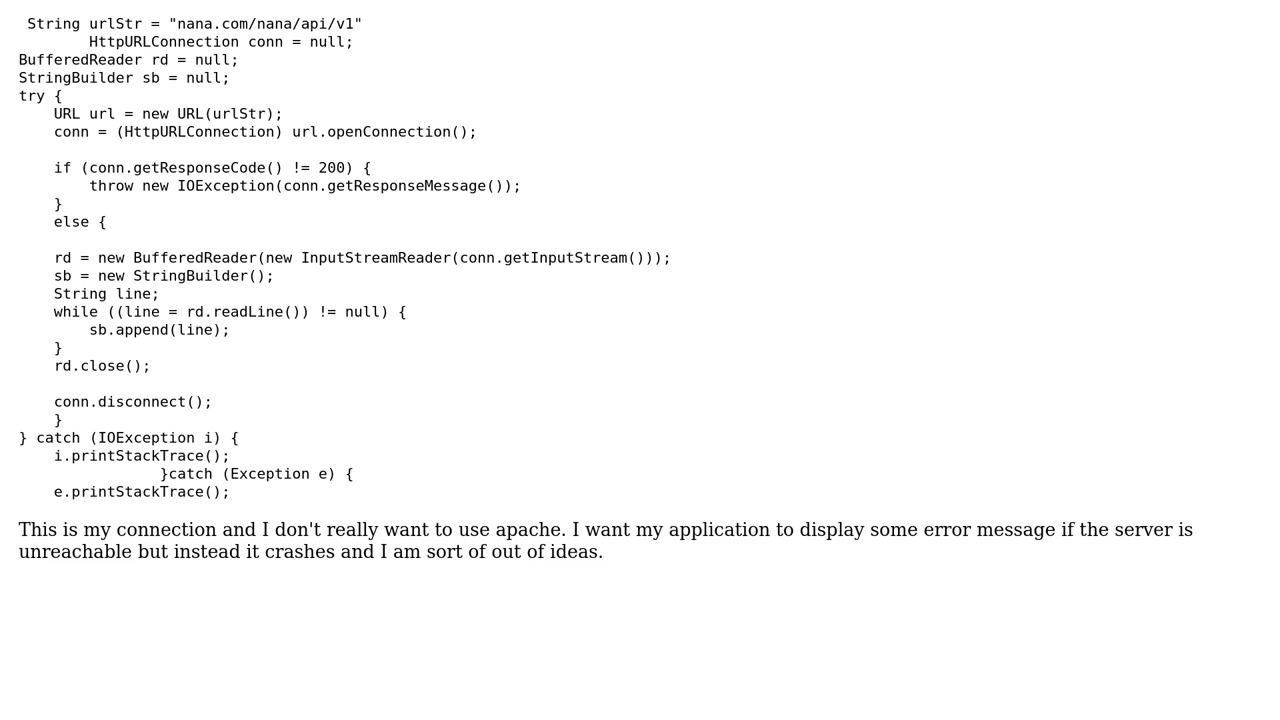 String urlStr = "nana.com/nana/api/v1"
        HttpURLConnection conn = null;
BufferedReader rd = null;
StringBuilder sb = null;
try {
    URL url = new URL(urlStr);
    conn = (HttpURLConnection) url.openConnection();

    if (conn.getResponseCode() != 200) {
        throw new IOException(conn.getResponseMessage());
    }
    else {

    rd = new BufferedReader(new InputStreamReader(conn.getInputStream()));
    sb = new StringBuilder();
    String line;
    while ((line = rd.readLine()) != null) {
        sb.append(line);
    }
    rd.close();

    conn.disconnect();
    }
} catch (IOException i) {
    i.printStackTrace();
                }catch (Exception e) {
    e.printStackTrace();
This is my connection and I don't really want to use apache. I want my application to display some error message if the server is
unreachable but instead it crashes and I am sort of out of ideas.